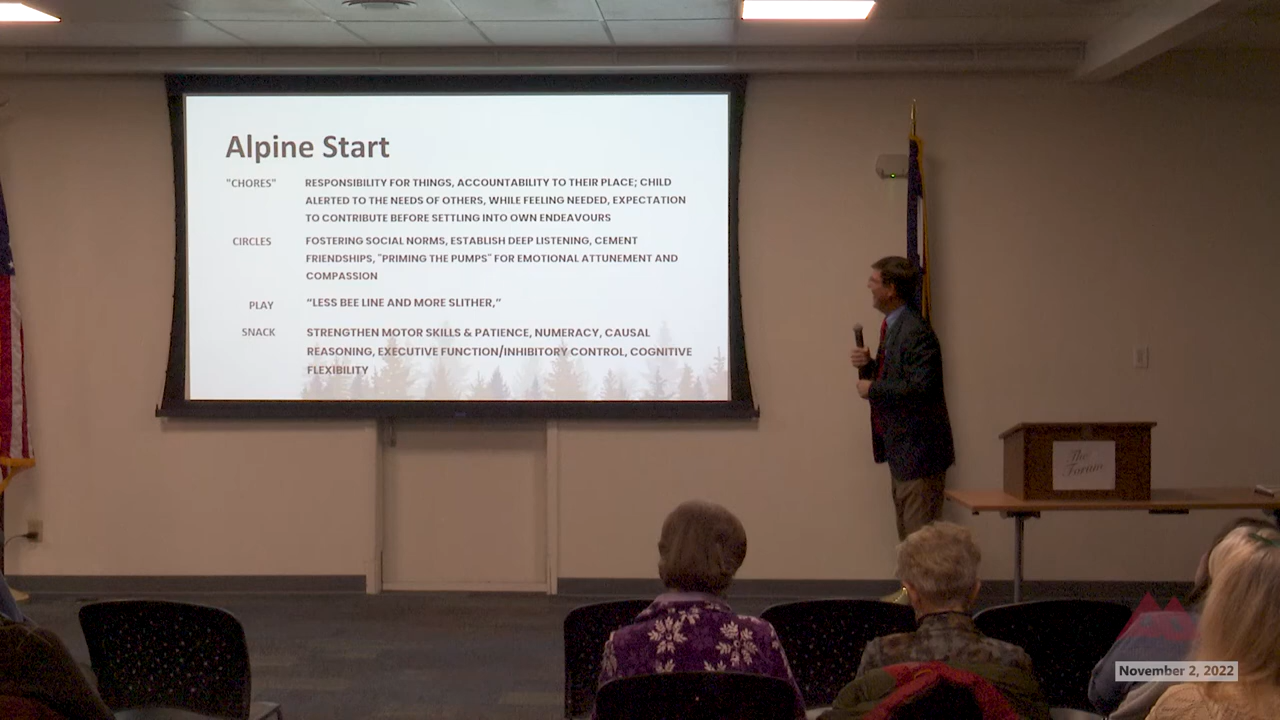 Alpine Start
"CHORES" RESPONSIBILITY FOR THINGS, ACCOUNTABILITY TO THEIR PLACE; CHILD
ALERTED TO THE NEEDS OF OTHERS, WHILE FEELING NEEDED, EXPECTATION
TO CONTRIBUTE BEFORE SETTLING INTO OWN ENDEAVOURS
CIRCLES FOSTERING SOCIAL NORMS, ESTABLISH DEEP LISTENING, CEMENT
FRIENDSHIPS, "PRIMING THE PUMPS" FOR EMOTIONAL ATTUNEMENT AND
COMPASSION
PLAY "LESS BEE LINE AND MORE SLITHER,"
SNACK STRENGTHEN MOTOR SKILLS & PATIENCE, NUMERACY, CAUSAL
REASONING, EXECUTIVE FUNCTION/INHIBITORY CONTROL, COGNITIVE
FLEXIBILITY
The
Forum
November 2, 2022